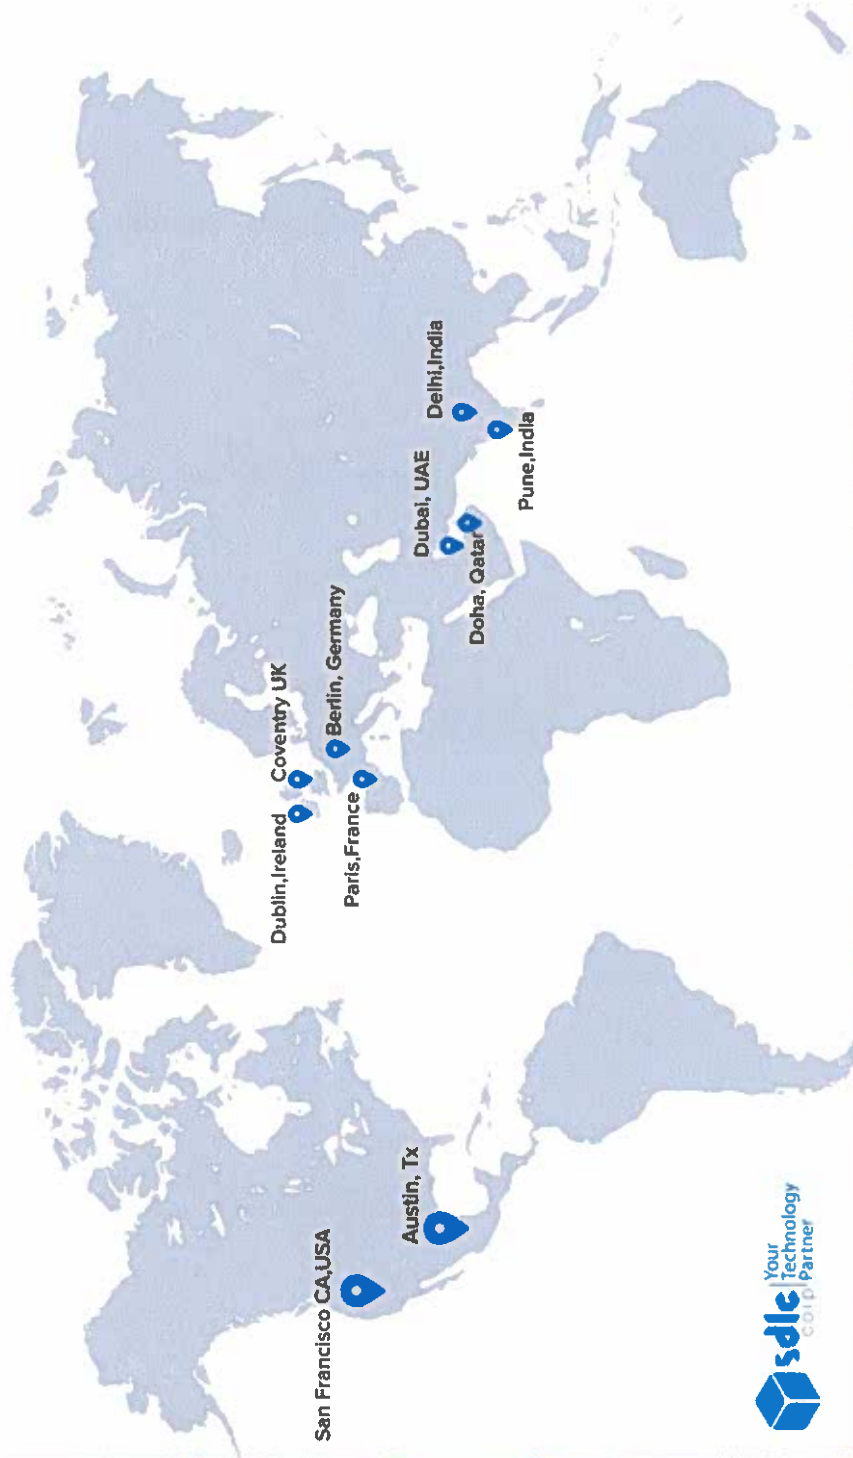 San Francisco CA,USA
Austin, Tx
Dublin,Ireland
Coventry UK
Berlin, Germany
Paris,France
Dubai, UAE
Doha, Qatar
Delhi,India
Pune,India
sdlc
corp
Your
Technology
Partner